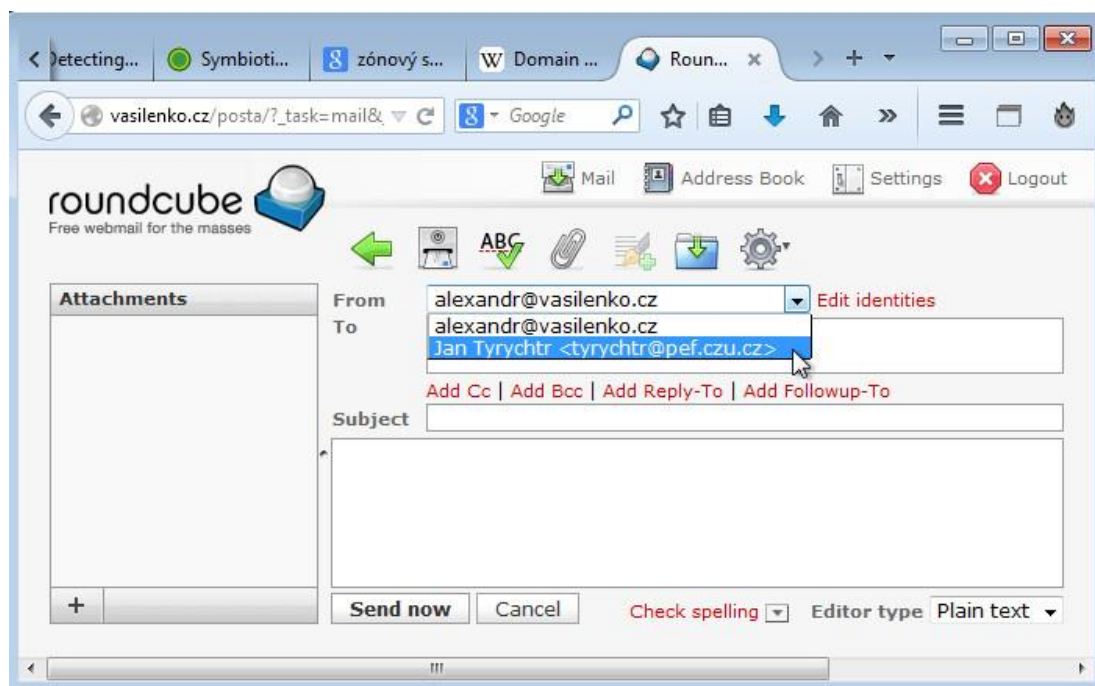 Detecting... Symbioti... zónový s... Domain ... Roun...
vasilenko.cz/posta/?_task=mail& Google
Mail Address Book Settings Logout
roundcube
Free webmail for the masses
ABC
Attachments
From alexandr@vasilenko.cz Edit identities
To alexandr@vasilenko.cz
Jan Tyrychtr <tyrychtr@pef.czu.cz>
Add Cc | Add Bcc | Add Reply-To | Add Followup-To
Subject
Send now Cancel Check spelling Editor type Plain text